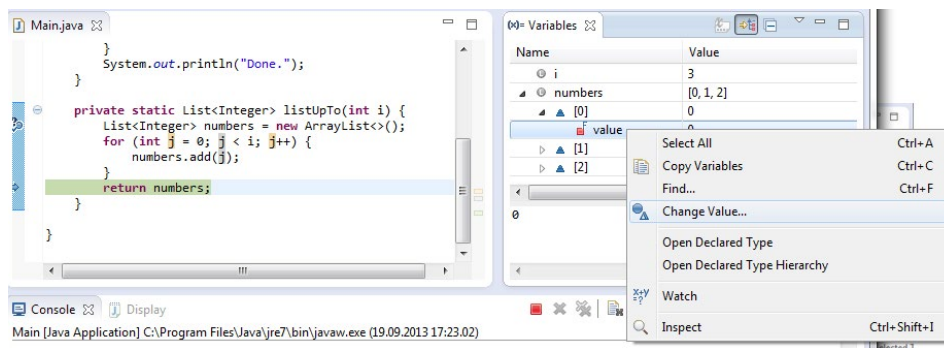 Main.java
}
System.out.println("Done.");
}
private static List<Integer> listUpTo(int i) {
List<Integer> numbers = new ArrayList<>();
for (int j = 0; j < i; j++) {
numbers.add(j);
}
return numbers;
}
}
(x)= Variables
Name Value
i 3
numbers [0, 1, 2]
[0] 0
value
[1]
[2]
0
Select All Ctrl+A
Copy Variables Ctrl+C
Find... Ctrl+F
Change Value...
Open Declared Type
Open Declared Type Hierarchy
Watch
Inspect Ctrl+Shift+I
Console Display
Main [Java Application] C:\Program Files\Java\jre7\bin\javaw.exe (19.09.2013 17:23.02)